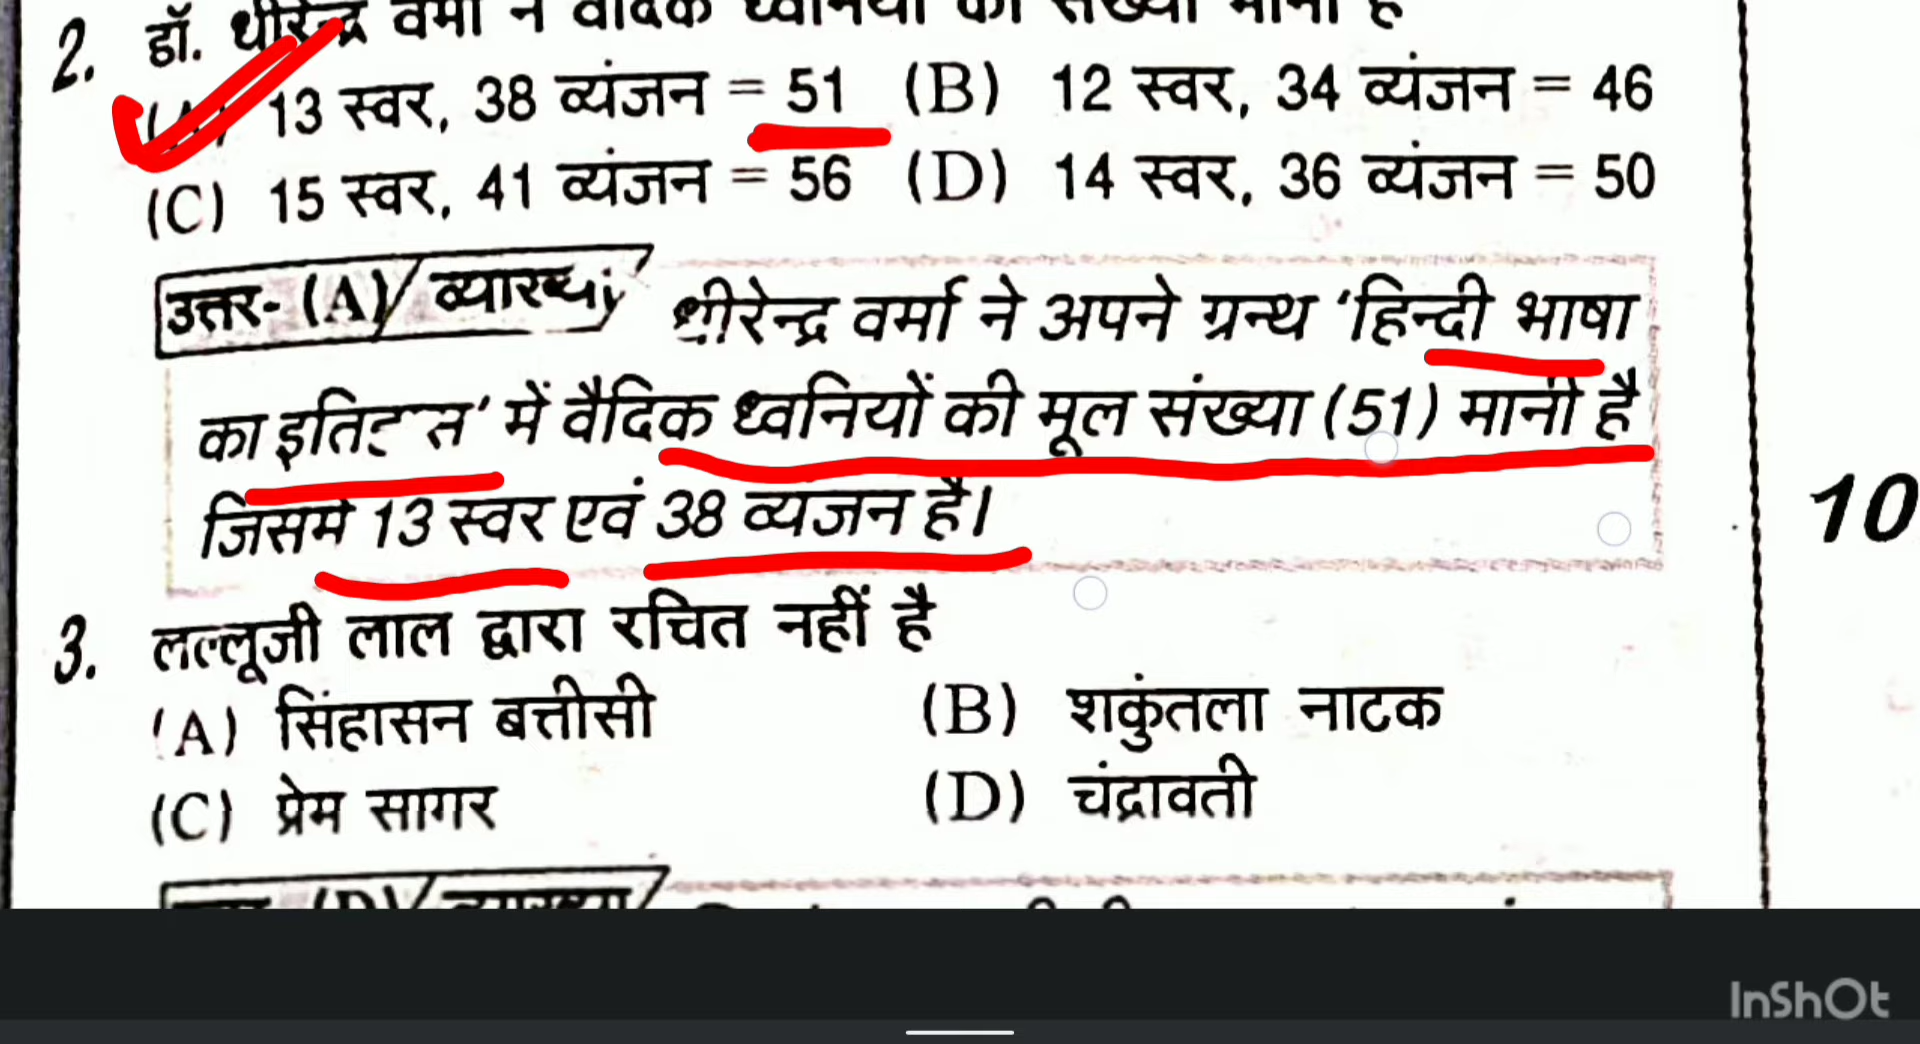 2. डॉ. धीरेन्द्र वर्मा ने वैदिक ध्वनियों की संख्या मानी है
(A) 13 स्वर, 38 व्यंजन = 51 (B) 12 स्वर, 34 व्यंजन = 46
(C) 15 स्वर, 41 व्यंजन = 56 (D) 14 स्वर, 36 व्यंजन = 50
उत्तर- (A)/ व्याख्या धीरेन्द्र वर्मा ने अपने ग्रन्थ 'हिन्दी भाषा
का इतिहास' में वैदिक ध्वनियों की मूल संख्या (51) मानी है
जिसमें 13 स्वर एवं 38 व्यंजन है।
10
3. लल्लूजी लाल द्वारा रचित नहीं है
(A) सिंहासन बत्तीसी (B) शकुंतला नाटक
(C) प्रेम सागर (D) चंद्रावती
InShOt